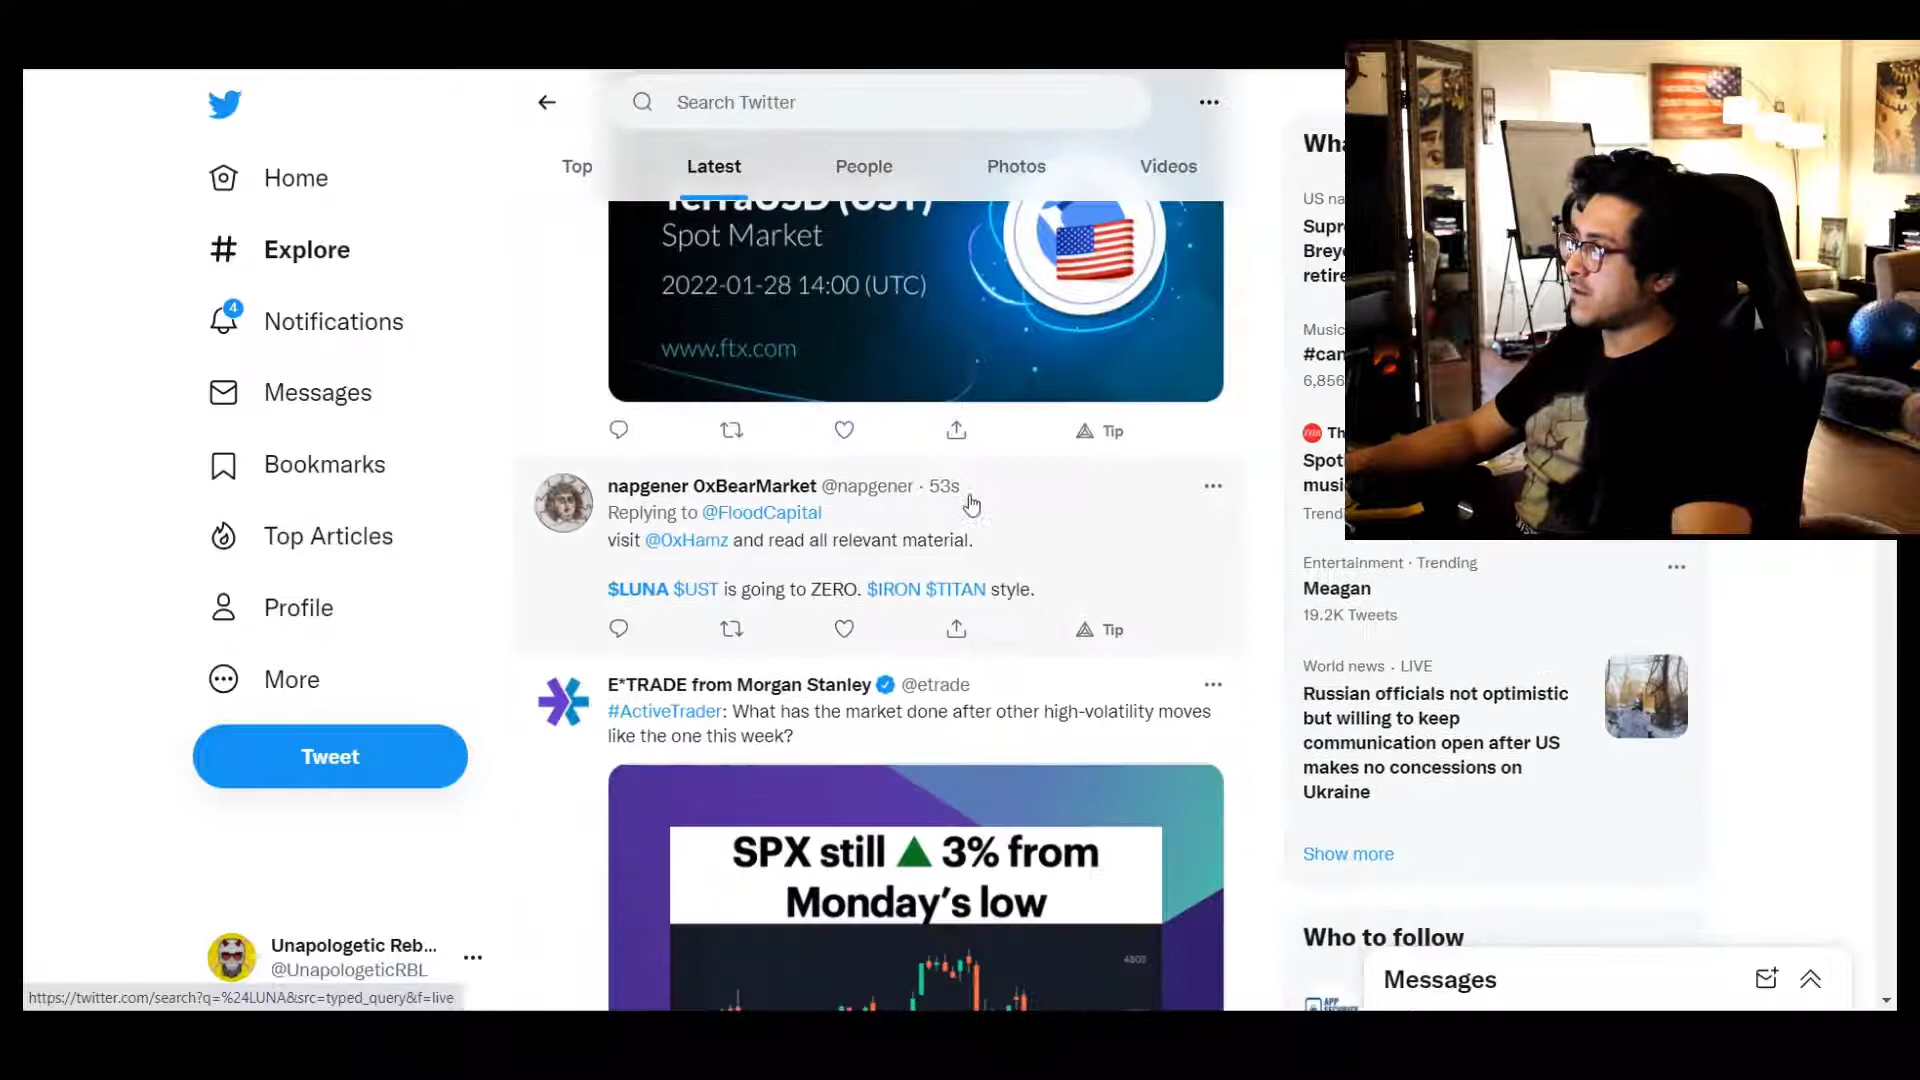 Search Twitter
Top
Latest
People
Photos
Videos
Home
Explore
4
Notifications
Messages
Bookmarks
Top Articles
Profile
More
Tweet
Unapologetic Reb...
@UnapologeticRBL
https://twitter.com/search?q=%24LUNA&src=typed_query&f=live
TerraUSD (UST)
Spot Market
2022-01-28 14:00 (UTC)
www.ftx.com
Tip
napgener 0xBearMarket @napgener · 53s
Replying to @FloodCapital
visit @0xHamz and read all relevant material.
$LUNA $UST is going to ZERO. $IRON $TITAN style.
Tip
E*TRADE from Morgan Stanley @etrade
#ActiveTrader: What has the market done after other high-volatility moves
like the one this week?
SPX still ▲ 3% from
Monday's low
4800
Wha
US na
Supr
Breye
retire
Music
#can
6,856
Th
Spot
musi
Trend
Entertainment · Trending
Meagan
19.2K Tweets
World news · LIVE
Russian officials not optimistic
but willing to keep
communication open after US
makes no concessions on
Ukraine
Show more
Who to follow
APP
SECURITY
Messages